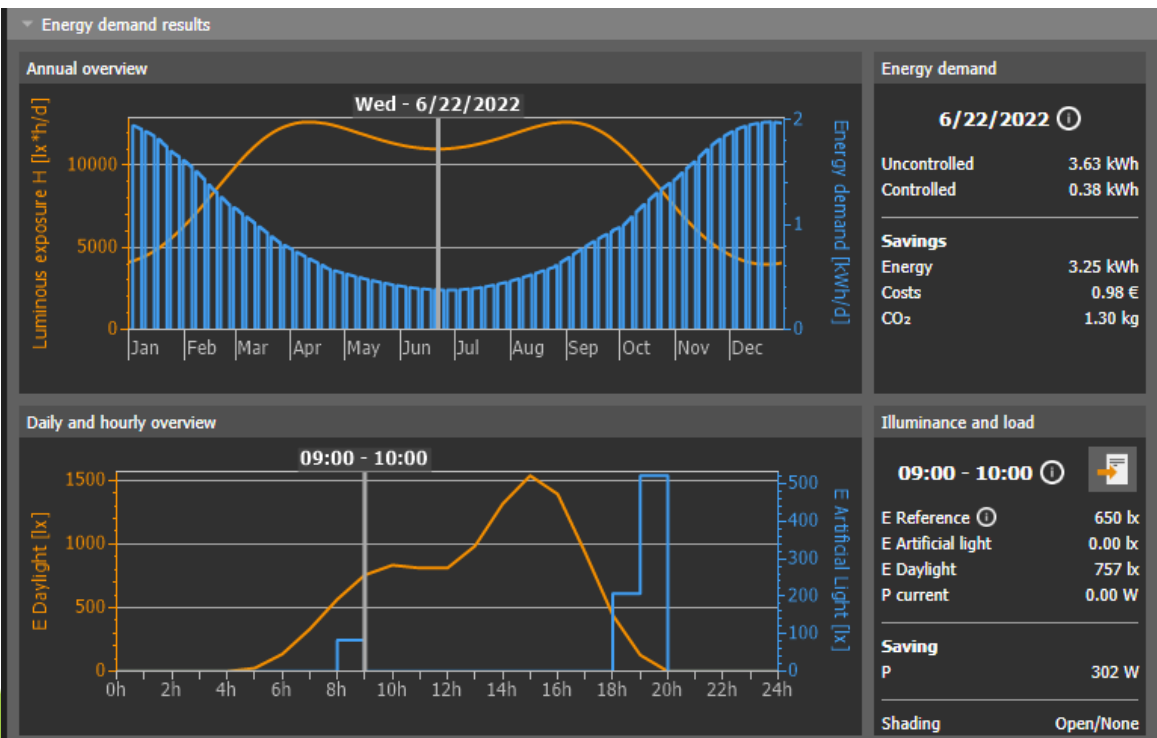 Energy demand results
Annual overview
Wed - 6/22/2022
Luminous exposure H [lx*h/d]
10000
5000
0
2
1
0
Energy demand [kWh/d]
Jan Feb Mar Apr May Jun Jul Aug Sep Oct Nov Dec
Energy demand
6/22/2022
Uncontrolled 3.63 kWh
Controlled 0.38 kWh
Savings
Energy 3.25 kWh
Costs 0.98 €
CO₂ 1.30 kg
Daily and hourly overview
09:00 - 10:00
E Daylight [lx]
1500
1000
500
0
500
400
300
200
100
0
E Artificial Light [lx]
0h 2h 4h 6h 8h 10h 12h 14h 16h 18h 20h 22h 24h
Illuminance and load
09:00 - 10:00
E Reference 650 lx
E Artificial light 0.00 lx
E Daylight 757 lx
P current 0.00 W
Saving
P 302 W
Shading Open/None